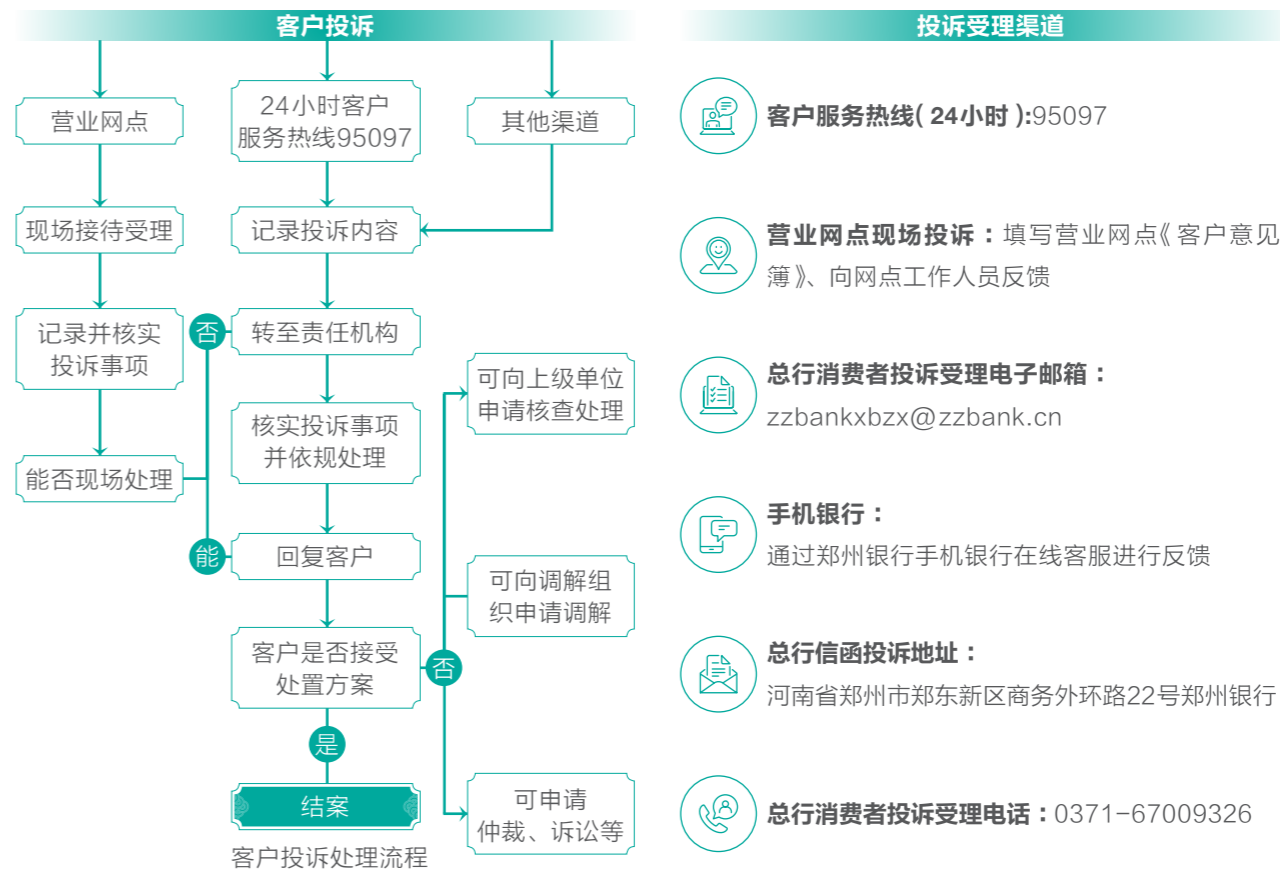 客户投诉
营业网点
24小时客户
服务热线95097
其他渠道
现场接待受理
记录投诉内容
记录并核实
投诉事项
否
转至责任机构
可向上级单位
申请核查处理
核实投诉事项
并依规处理
能否现场处理
能
回复客户
可向调解组
织申请调解
客户是否接受
处置方案
否
是
结案
可申请
仲裁、诉讼等
客户投诉处理流程
投诉受理渠道
客户服务热线(24小时):95097
营业网点现场投诉：填写营业网点《客户意见
簿》、向网点工作人员反馈
总行消费者投诉受理电子邮箱：
zzbankxbzx@zzbank.cn
手机银行：
通过郑州银行手机银行在线客服进行反馈
总行信函投诉地址：
河南省郑州市郑东新区商务外环路22号郑州银行
总行消费者投诉受理电话：0371-67009326